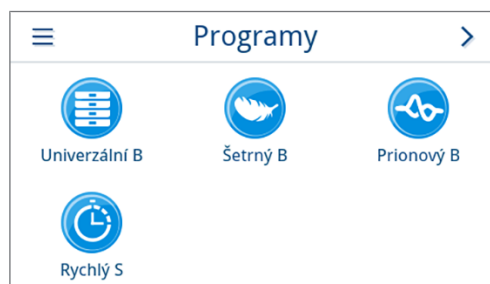 Programy
Univerzální B
Šetrný B
Prionový B
Rychlý S